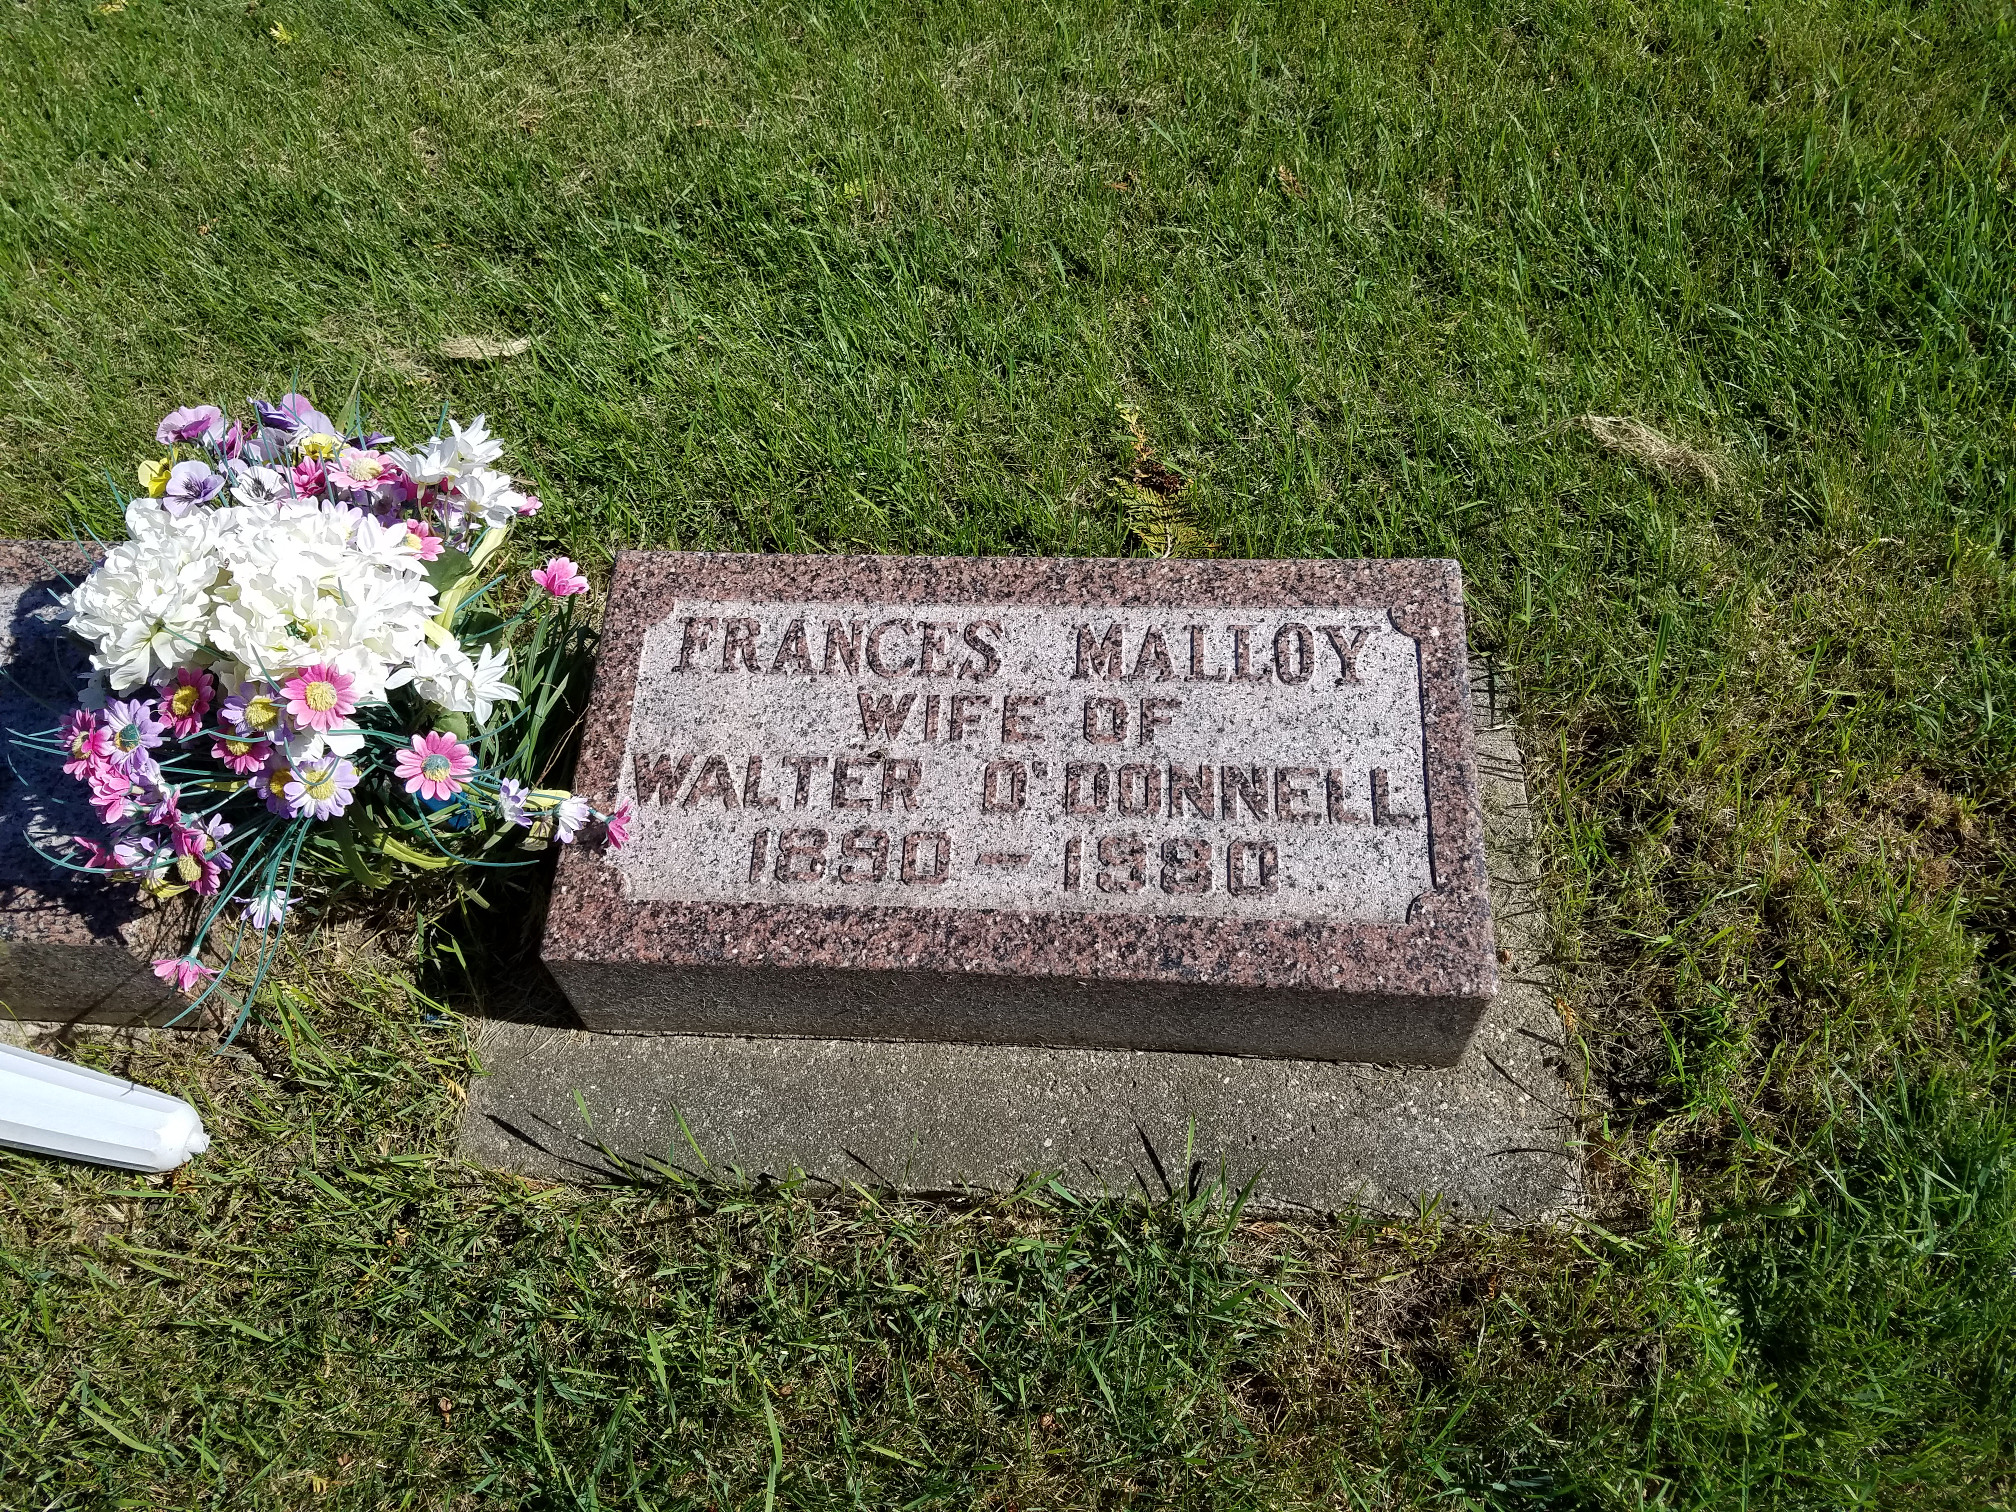 FRANCES MALLOY
WIFE OF
WALTER O'DONNELL
1890 - 1980